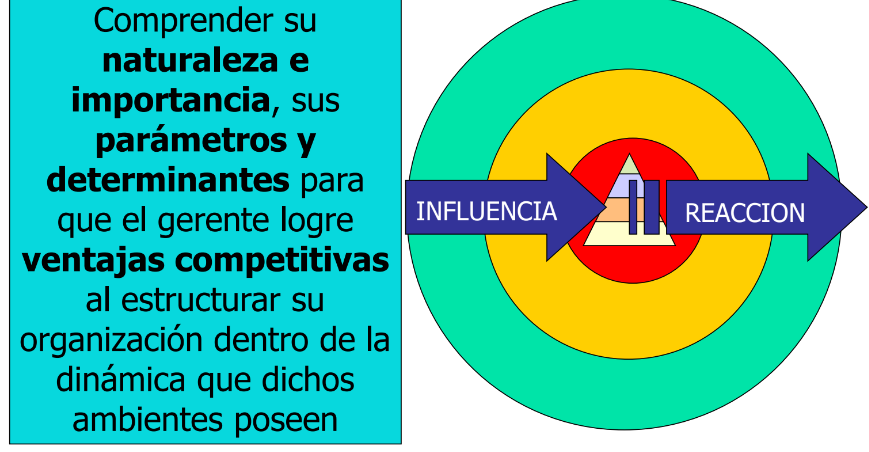 Comprender su
naturaleza e
importancia, sus
parámetros y
determinantes para
que el gerente logre
ventajas competitivas
al estructurar su
organización dentro de la
dinámica que dichos
ambientes poseen
INFLUENCIA
REACCION